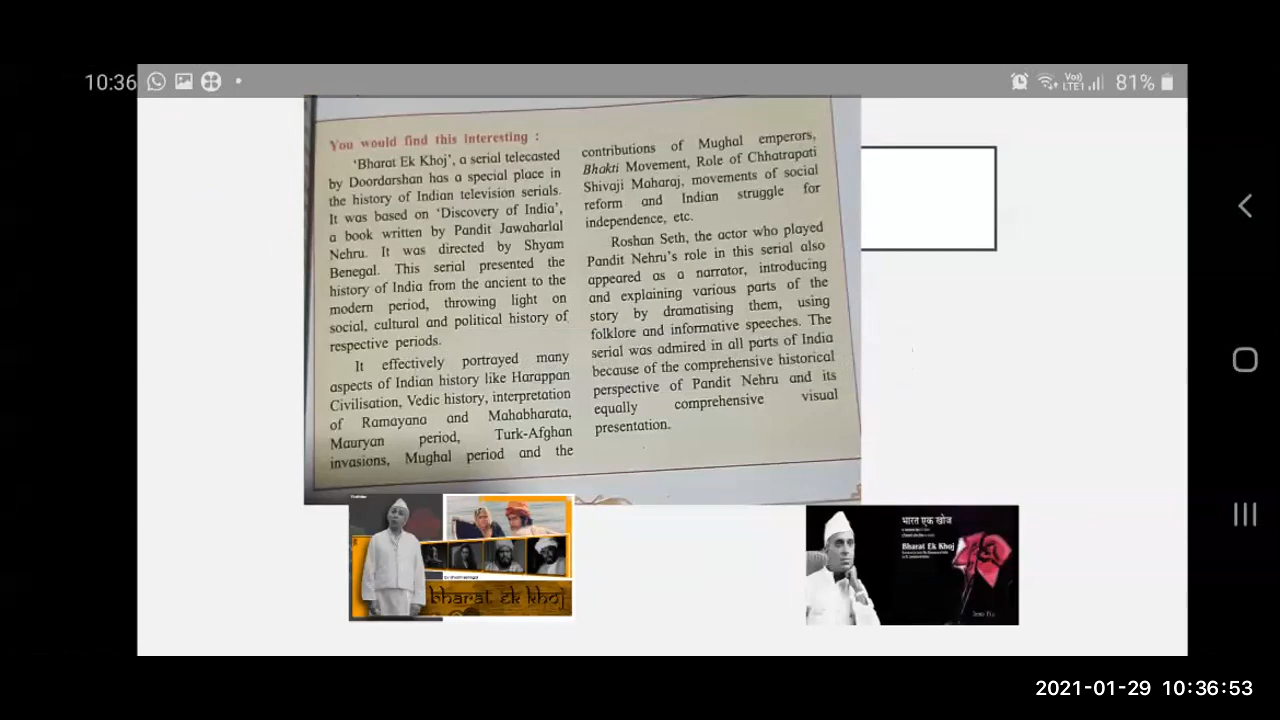 10:36
Vo)
LTE1
81%
You would find this interesting :
'Bharat Ek Khoj', a serial telecasted
by Doordarshan has a special place in
the history of Indian television serials.
It was based on 'Discovery of India',
a book written by Pandit Jawaharlal
Nehru. It was directed by Shyam
Benegal. This serial presented the
history of India from the ancient to the
modern period, throwing light on
social, cultural and political history of
respective periods.
It effectively portrayed many
aspects of Indian history like Harappan
Civilisation, Vedic history, interpretation
of Ramayana and Mahabharata,
Mauryan period, Turk-Afghan
invasions, Mughal period and the
contributions of Mughal emperors,
Bhakti Movement, Role of Chhatrapati
Shivaji Maharaj, movements of social
reform and Indian struggle for
independence, etc.
Roshan Seth, the actor who played
Pandit Nehru's role in this serial also
appeared as a narrator, introducing
and explaining various parts of the
story by dramatising them, using
folklore and informative speeches. The
serial was admired in all parts of India
because of the comprehensive historical
perspective of Pandit Nehru and its
equally comprehensive visual
presentation.
bharat ek khoj
भारत एक खोज
Bharat Ek Khoj
2021-01-29 10:36:53